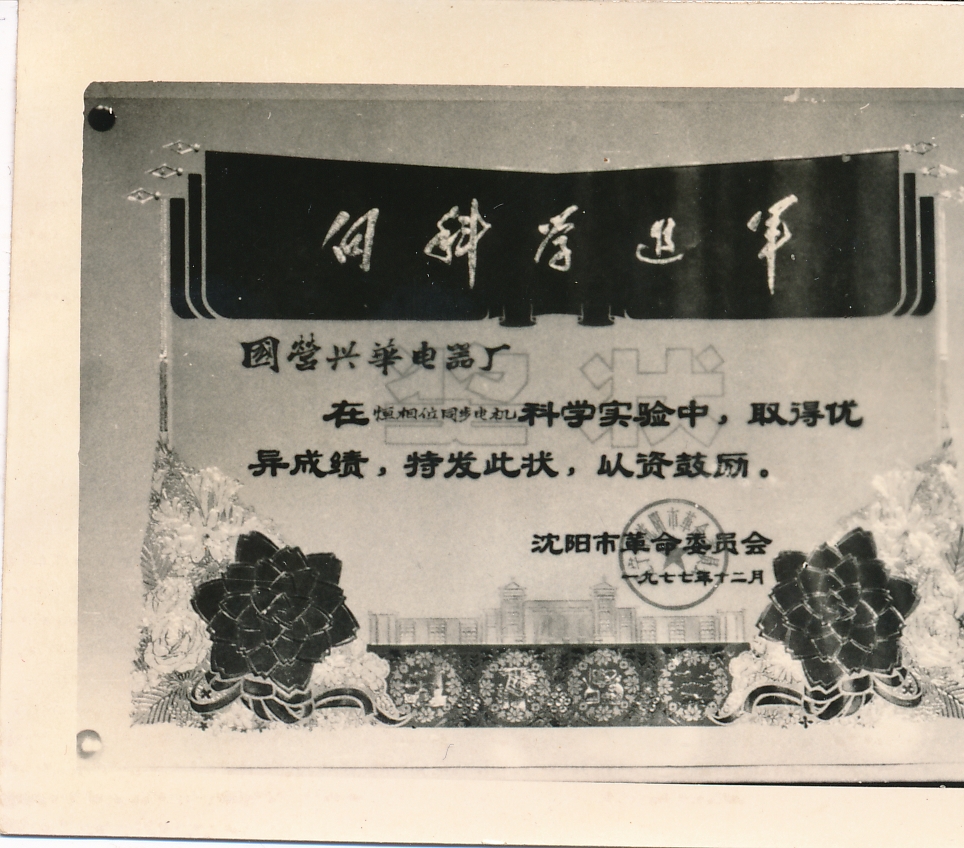 向科学进军
國營兴華电器厂
奖状
在恒相位同步电机科学实验中，取得优
异成绩，特发此状，以资鼓励。
沈阳市革命委员会
一九七七年十二月